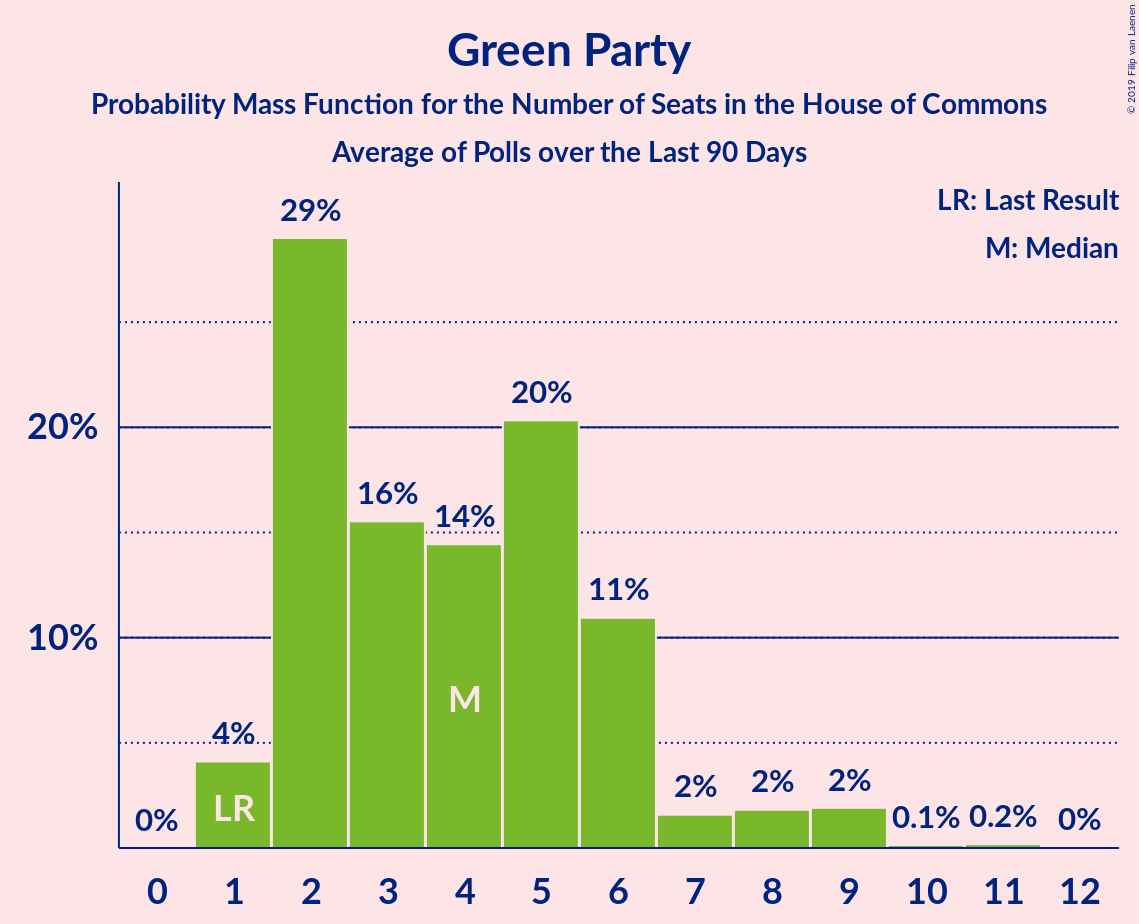 Green Party
Probability Mass Function for the Number of Seats in the House of Commons
Average of Polls over the Last 90 Days
© 2019 Filip van Laenen
LR: Last Result
M: Median
29%
20%
20%
16%
14%
11%
10%
M
4%
2%
2%
2%
LR
0%
0.1%
0.2%
0%
0 1 2 3 4 5 6 7 8 9 10 11 12